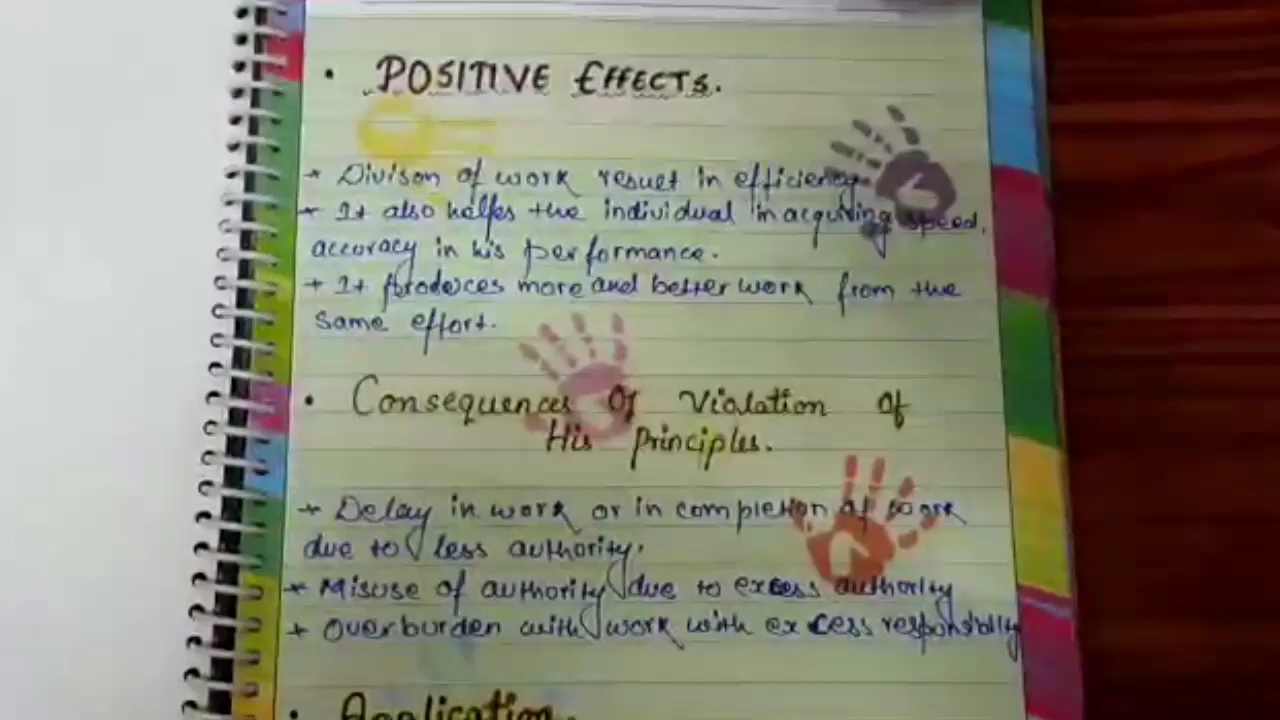 • POSITIVE EFFECTS.
* Divison of work result in efficiency.
* It also helps the individual in acquiring speed,
accuracy in his performance.
+ It produces more and better work from the
same effort.
• Consequences Of Violation of
His principles.
* Delay in work or in completion of work
due to less authority.
* Misuse of authority due to excess authority
+ Overburden with work with excess responsiblity
• Application.